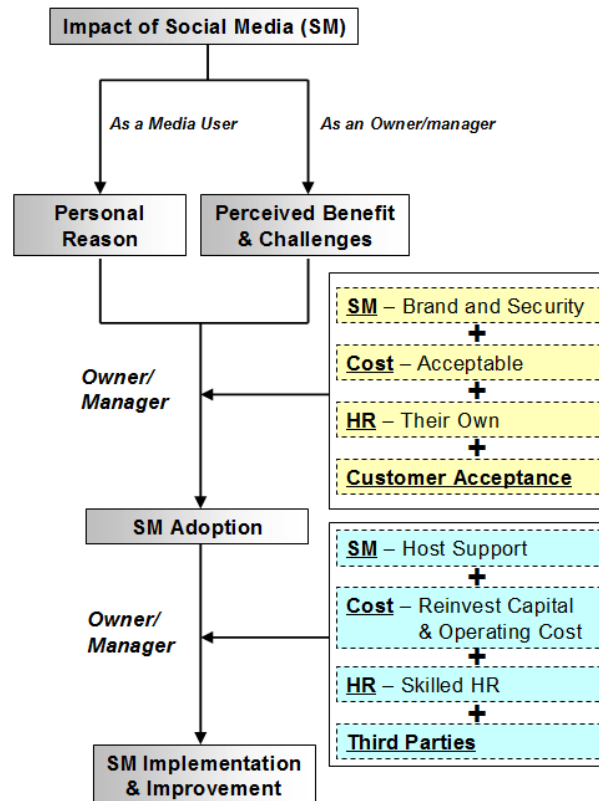 Impact of Social Media (SM)
As a Media User
As an Owner/manager
Personal
Reason
Perceived Benefit
& Challenges
SM – Brand and Security
+
Cost – Acceptable
+
HR – Their Own
+
Customer Acceptance
Owner/
Manager
SM Adoption
SM – Host Support
+
Cost – Reinvest Capital
& Operating Cost
+
HR – Skilled HR
+
Third Parties
Owner/
Manager
SM Implementation
& Improvement